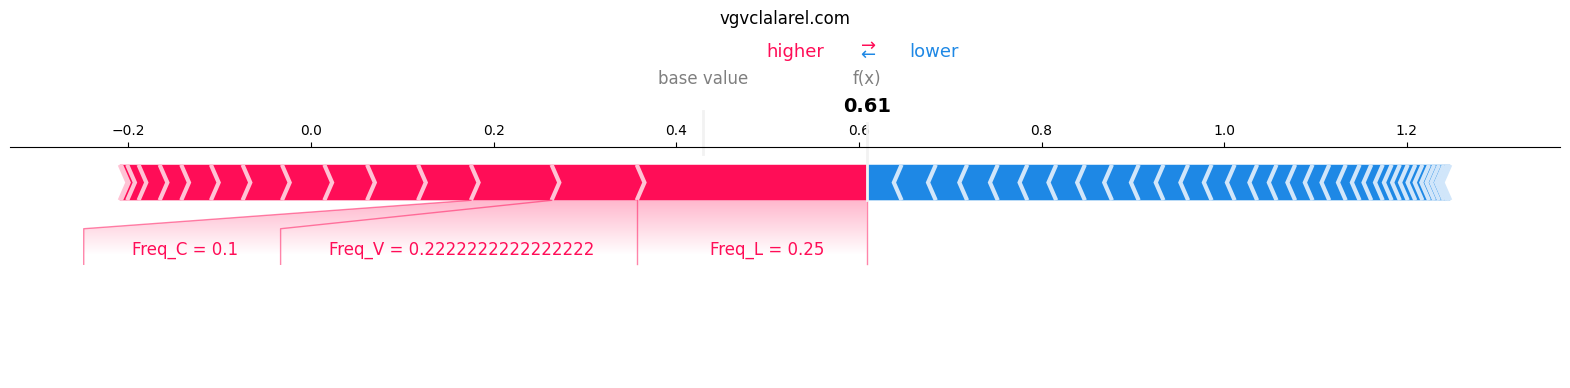 vgvclalarel.com
higher ⇄ lower
base value f(x)
0.61
−0.2 0.0 0.2 0.4 0.6 0.8 1.0 1.2
Freq_C = 0.1 Freq_V = 0.2222222222222222 Freq_L = 0.25